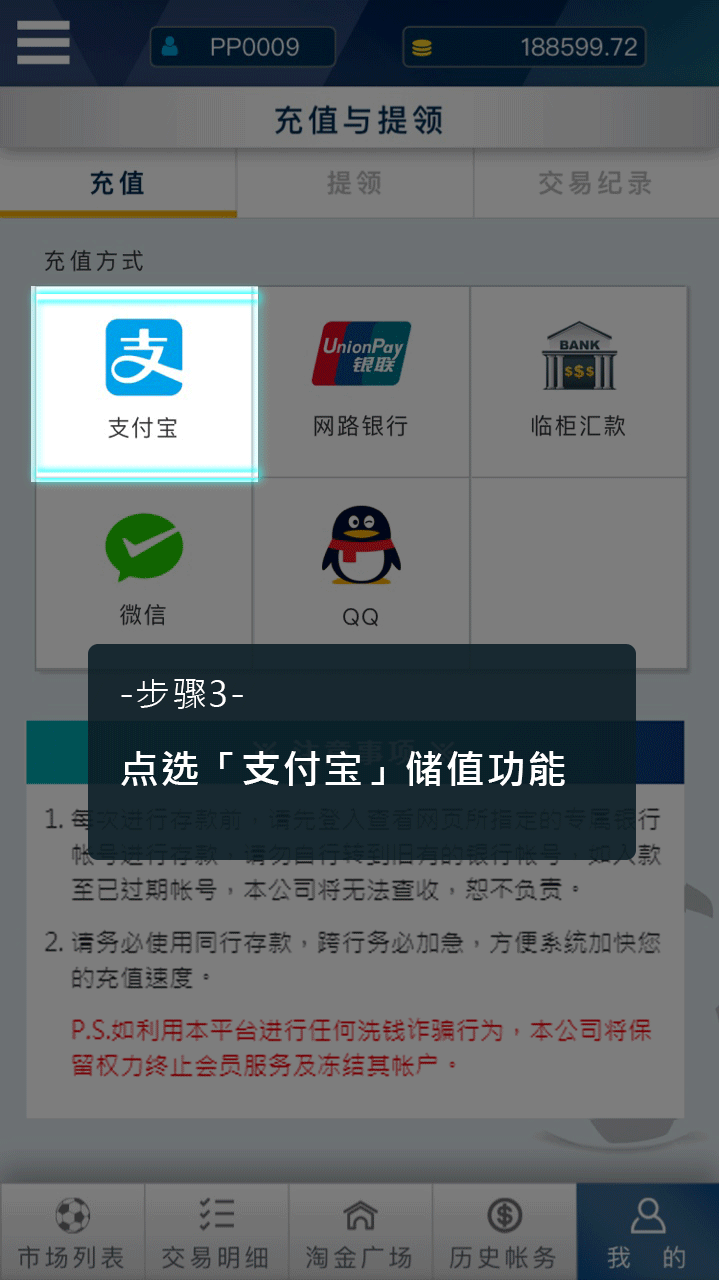 PP0009
188599.72
充值与提领
充值
提领
交易纪录
充值方式
支付宝
UnionPay
银联
网路银行
BANK
$$$
临柜汇款
微信
QQ
-步骤3-
注意事项
点选「支付宝」储值功能
1. 每次进行存款前，请先登入查看网页所指定的专属银行
帐号进行存款，请勿自行转到旧有的银行帐号，如入款
至已过期帐号，本公司将无法查收，恕不负责。
2. 请务必使用同行存款，跨行务必加急，方便系统加快您
的充值速度。
P.S.如利用本平台进行任何洗钱诈骗行为，本公司将保
留权力终止会员服务及冻结其帐户。
市场列表
交易明细
淘金广场
历史帐务
我的